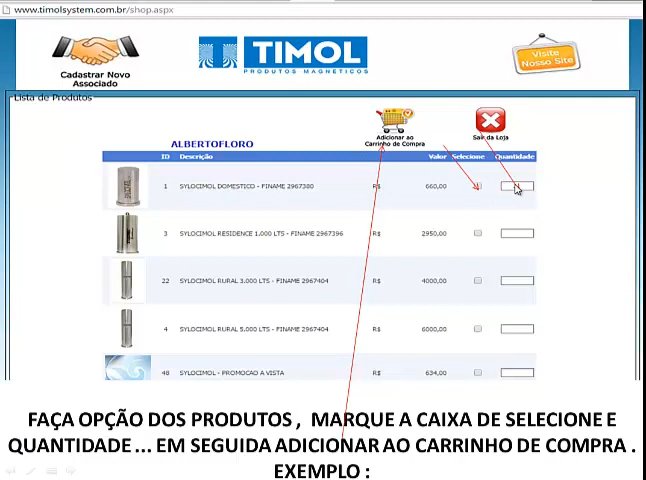 www.timolsystem.com.br/shop.aspx
Cadastrar Novo
Associado
TIMOL
PRODUTOS MAGNÉTICOS
Visite
Nosso Site
Lista de Produtos
Adicionar ao
Carrinho de Compra
Sair da Loja
ALBERTOFLORO
ID Descrição Valor Selecione Quantidade
1 SYLOCIMOL DOMESTICO - FINAME 2967380 R$ 660,00
3 SYLOCIMOL RESIDENCE 1.000 LTS - FINAME 2967396 R$ 2950,00
22 SYLOCIMOL RURAL 3.000 LTS - FINAME 2967404 R$ 4000,00
4 SYLOCIMOL RURAL 5.000 LTS - FINAME 2967404 R$ 6000,00
48 SYLOCIMOL - PROMOCAO A VISTA R$ 634,00
FAÇA OPÇÃO DOS PRODUTOS , MARQUE A CAIXA DE SELECIONE E
QUANTIDADE ... EM SEGUIDA ADICIONAR AO CARRINHO DE COMPRA .
EXEMPLO :